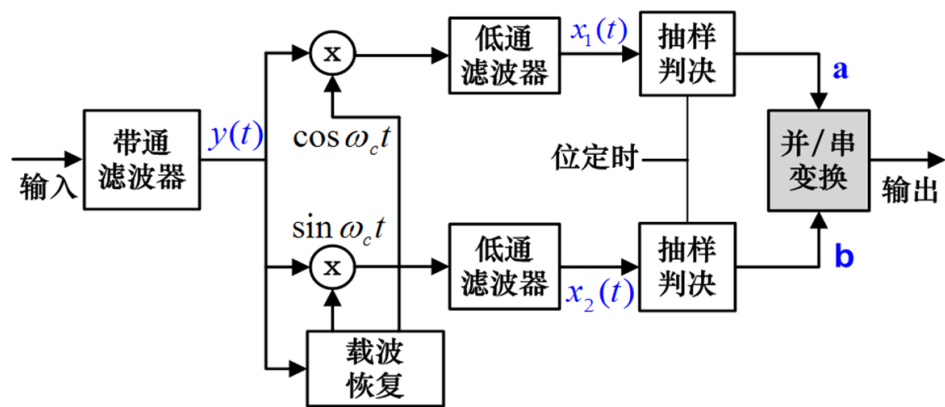 低通
滤波器
x₁(t)
抽样
判决
a
x
cos ω_c t
带通
滤波器
y(t)
输入
位定时
并/串
变换
输出
sin ω_c t
x
低通
滤波器
x₂(t)
抽样
判决
b
载波
恢复